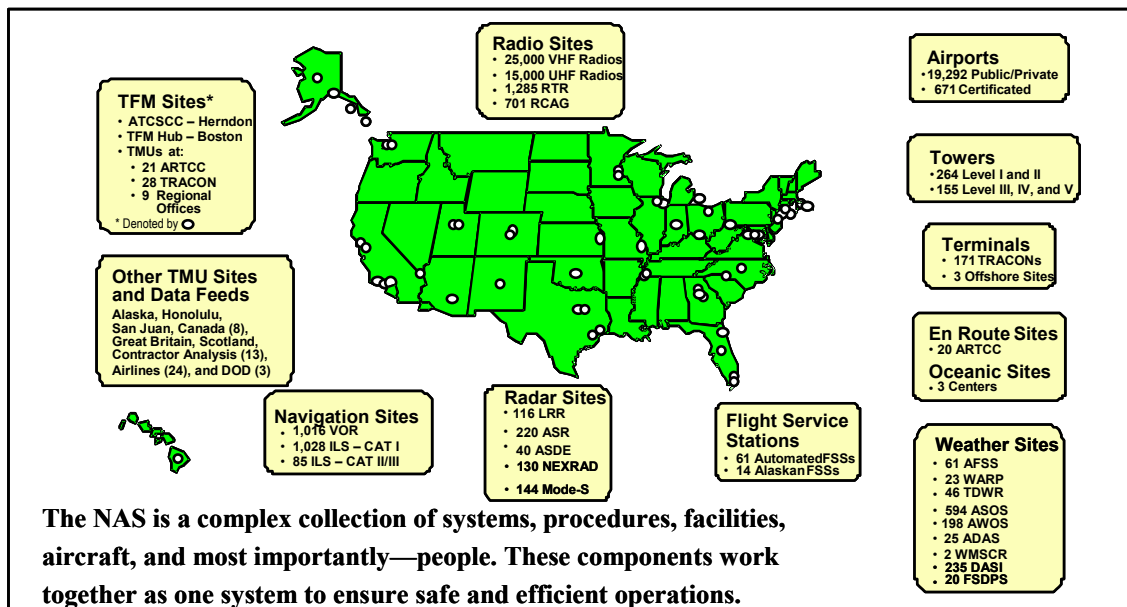 Radio Sites
• 25,000 VHF Radios
• 15,000 UHF Radios
• 1,285 RTR
• 701 RCAG
Airports
•19,292 Public/Private
• 671 Certificated
TFM Sites*
• ATCSCC – Herndon
• TFM Hub – Boston
• TMUs at:
• 21 ARTCC
• 28 TRACON
• 9 Regional
Offices
* Denoted by
Towers
• 264 Level I and II
• 155 Level III, IV, and V
Terminals
• 171 TRACONs
• 3 Offshore Sites
Other TMU Sites
and Data Feeds
Alaska, Honolulu,
San Juan, Canada (8),
Great Britain, Scotland,
Contractor Analysis (13),
Airlines (24), and DOD (3)
En Route Sites
• 20 ARTCC
Oceanic Sites
• 3 Centers
Navigation Sites
• 1,016 VOR
• 1,028 ILS – CAT I
• 85 ILS – CAT II/III
Radar Sites
• 116 LRR
• 220 ASR
• 40 ASDE
• 130 NEXRAD
• 144 Mode-S
Flight Service
Stations
• 61 AutomatedFSSs
• 14 AlaskanFSSs
Weather Sites
• 61 AFSS
• 23 WARP
• 46 TDWR
• 594 ASOS
• 198 AWOS
• 25 ADAS
• 2 WMSCR
• 235 DASI
• 20 FSDPS
The NAS is a complex collection of systems, procedures, facilities,
aircraft, and most importantly—people. These components work
together as one system to ensure safe and efficient operations.